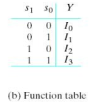 s₁ s₀ Y
0 0 I₀
0 1 I₁
1 0 I₂
1 1 I₃
(b) Function table